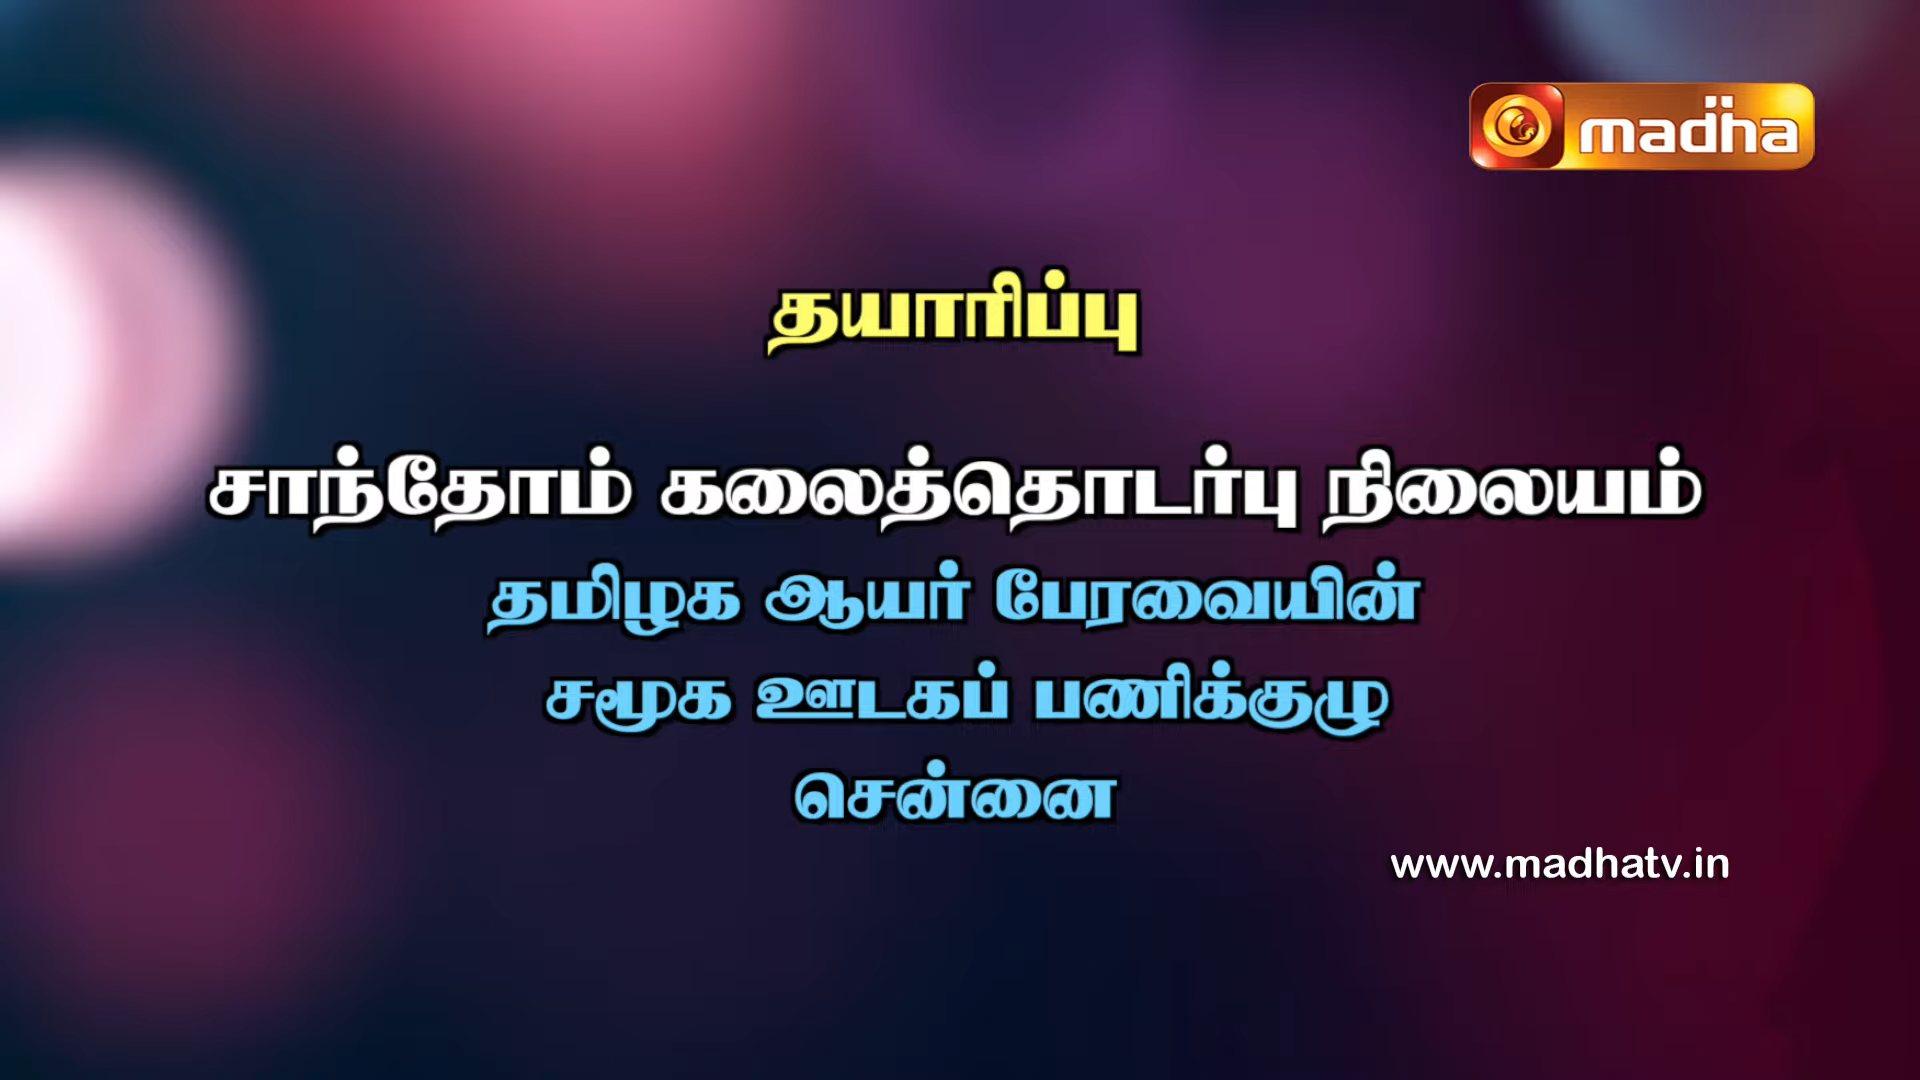 madha
தயாரிப்பு
சாந்தோம் கலைத்தொடர்பு நிலையம்
தமிழக ஆயர் பேரவையின்
சமூக ஊடகப் பணிக்குழு
சென்னை
www.madhatv.in